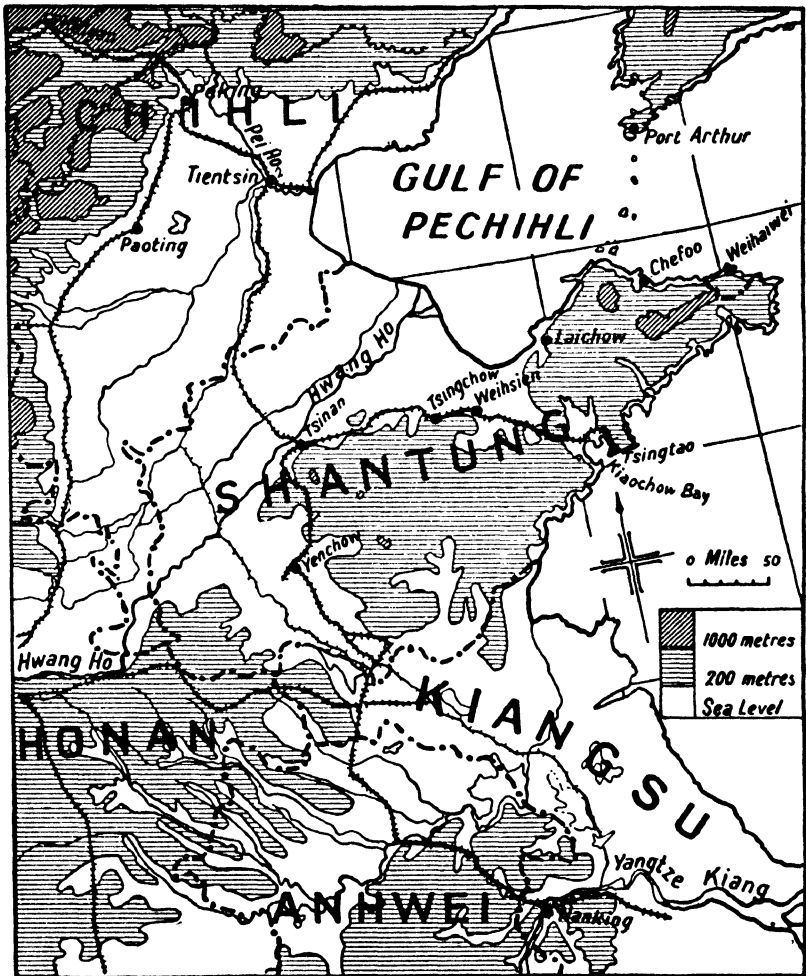 Peking
CHIHLI
Pei Ho
Tientsin
Paoting
GULF OF
PECHIHLI
Port Arthur
Weihaiwei
Chefoo
Laichow
Hwang Ho
Tsingchow
Weihsien
Tsinan
SHANTUNG
Tsingtao
Kiaochow Bay
Yenchow
0 Miles 50
1000 metres
200 metres
Sea Level
Hwang Ho
HONAN
KIANGSU
ANHWEI
Yangtze Kiang
Nanking